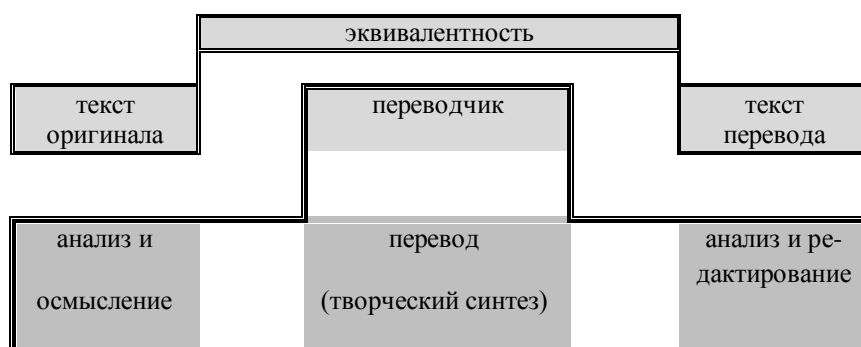 эквивалентность
текст
оригинала
переводчик
текст
перевода
анализ и
осмысление
перевод
(творческий синтез)
анализ и ре-
дактирование